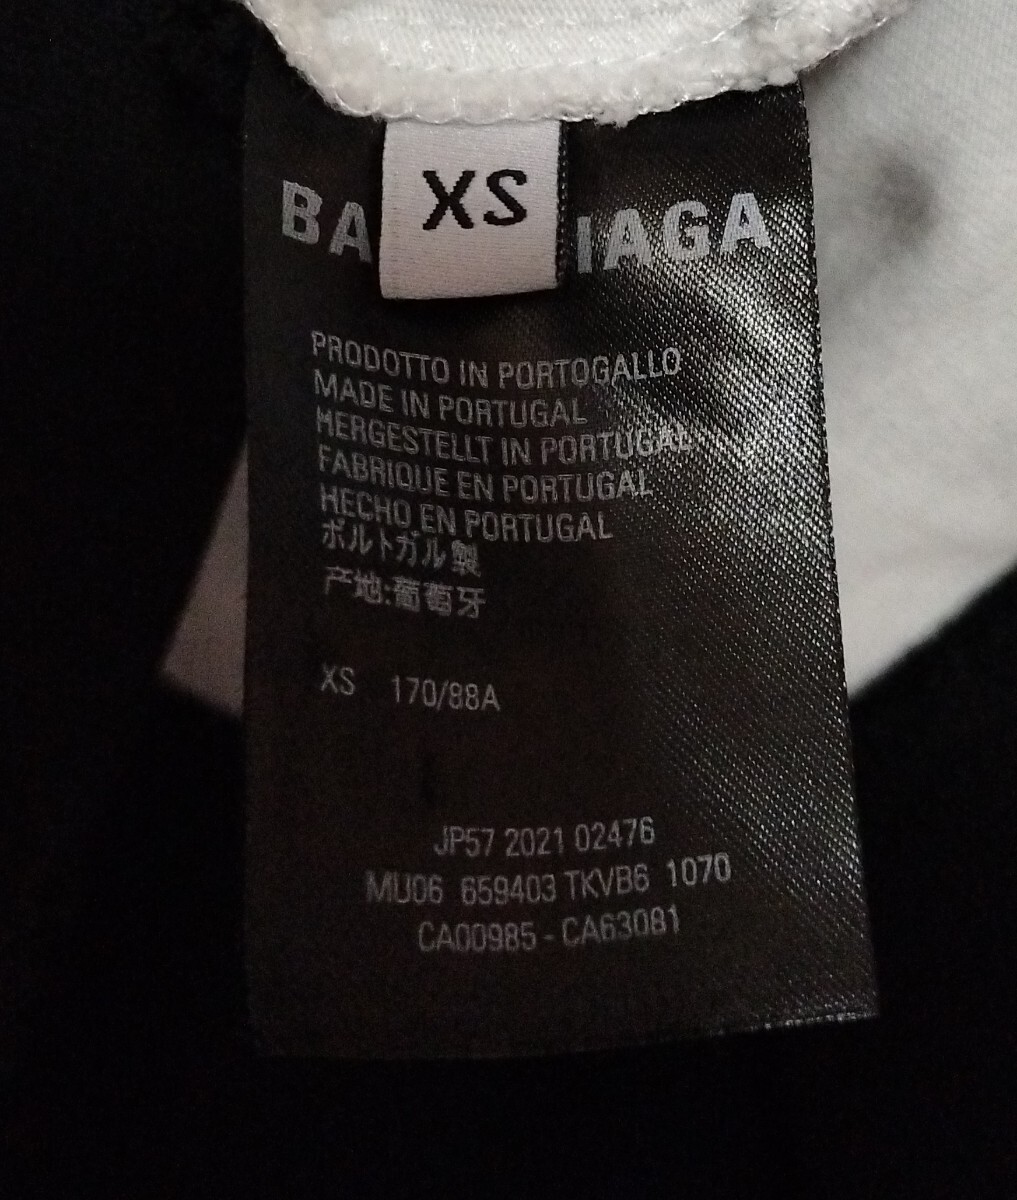 XS
BA IAGA
PRODOTTO IN PORTOGALLO
MADE IN PORTUGAL
HERGESTELLT IN PORTUGAL
FABRIQUE EN PORTUGAL
HECHO EN PORTUGAL
ポルトガル製
产地:葡萄牙
XS 170/88A
JP57 2021 02476
MU06 659403 TKVB6 1070
CA00985 - CA63081